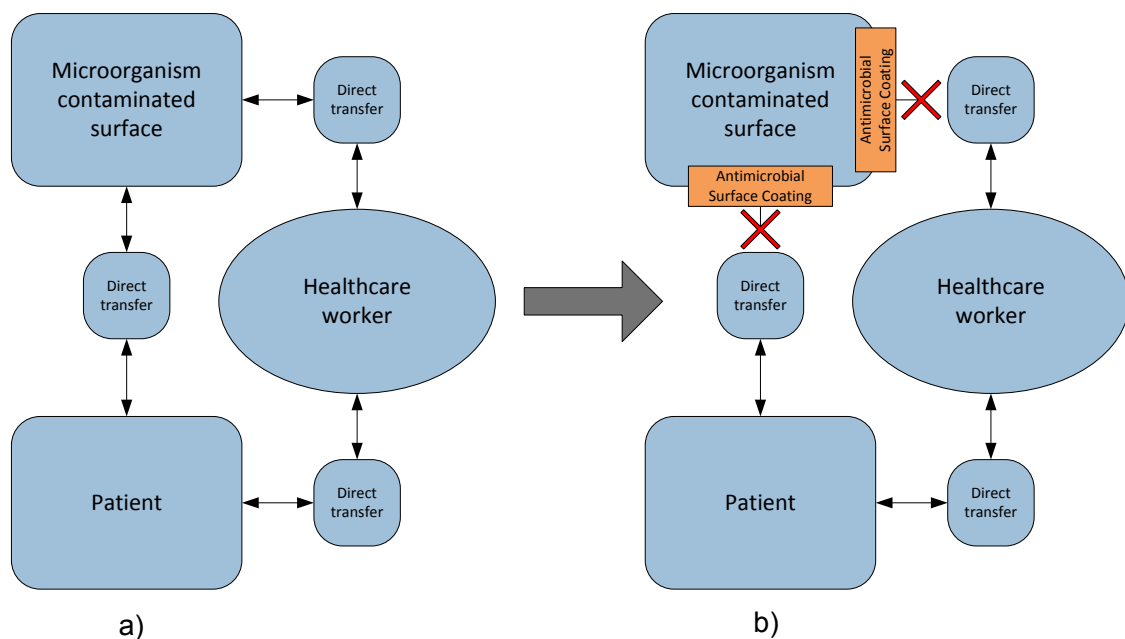 Microorganism
contaminated
surface
Direct
transfer
Direct
transfer
Healthcare
worker
Patient
Direct
transfer
a)
Microorganism
contaminated
surface
Antimicrobial
Surface Coating
Antimicrobial
Surface Coating
Direct
transfer
Direct
transfer
Healthcare
worker
Patient
Direct
transfer
b)